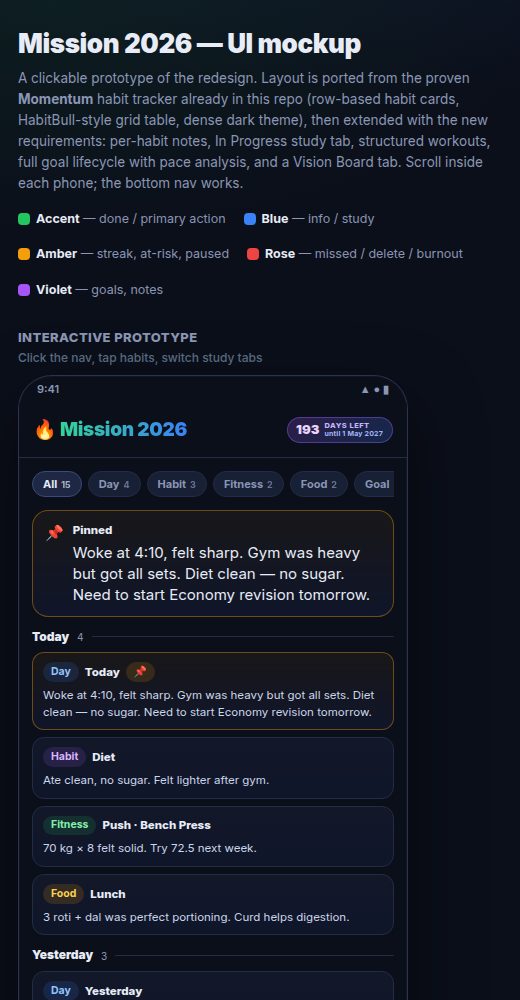 Mission 2026 — UI mockup
A clickable prototype of the redesign. Layout is ported from the proven
Momentum habit tracker already in this repo (row-based habit cards,
HabitBull-style grid table, dense dark theme), then extended with the new
requirements: per-habit notes, In Progress study tab, structured workouts,
full goal lifecycle with pace analysis, and a Vision Board tab. Scroll inside
each phone; the bottom nav works.
Accent — done / primary action
Blue — info / study
Amber — streak, at-risk, paused
Rose — missed / delete / burnout
Violet — goals, notes
INTERACTIVE PROTOTYPE
Click the nav, tap habits, switch study tabs
9:41
🔥 Mission 2026
193 DAYS LEFT
until 1 May 2027
All 15
Day 4
Habit 3
Fitness 2
Food 2
Goal
📌 Pinned
Woke at 4:10, felt sharp. Gym was heavy
but got all sets. Diet clean — no sugar.
Need to start Economy revision tomorrow.
Today 4
Day Today 📌
Woke at 4:10, felt sharp. Gym was heavy but got all sets. Diet
clean — no sugar. Need to start Economy revision tomorrow.
Habit Diet
Ate clean, no sugar. Felt lighter after gym.
Fitness Push · Bench Press
70 kg × 8 felt solid. Try 72.5 next week.
Food Lunch
3 roti + dal was perfect portioning. Curd helps digestion.
Yesterday 3
Day Yesterday